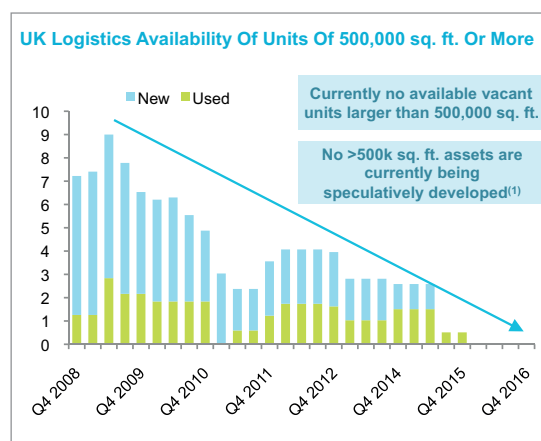 UK Logistics Availability Of Units Of 500,000 sq. ft. Or More
New Used
Currently no available vacant
units larger than 500,000 sq. ft.
No >500k sq. ft. assets are
currently being
speculatively developed(1)
10
9
8
7
6
5
4
3
2
1
0
Q4 2008
Q4 2009
Q4 2010
Q4 2011
Q4 2012
Q4 2014
Q4 2015
Q4 2016